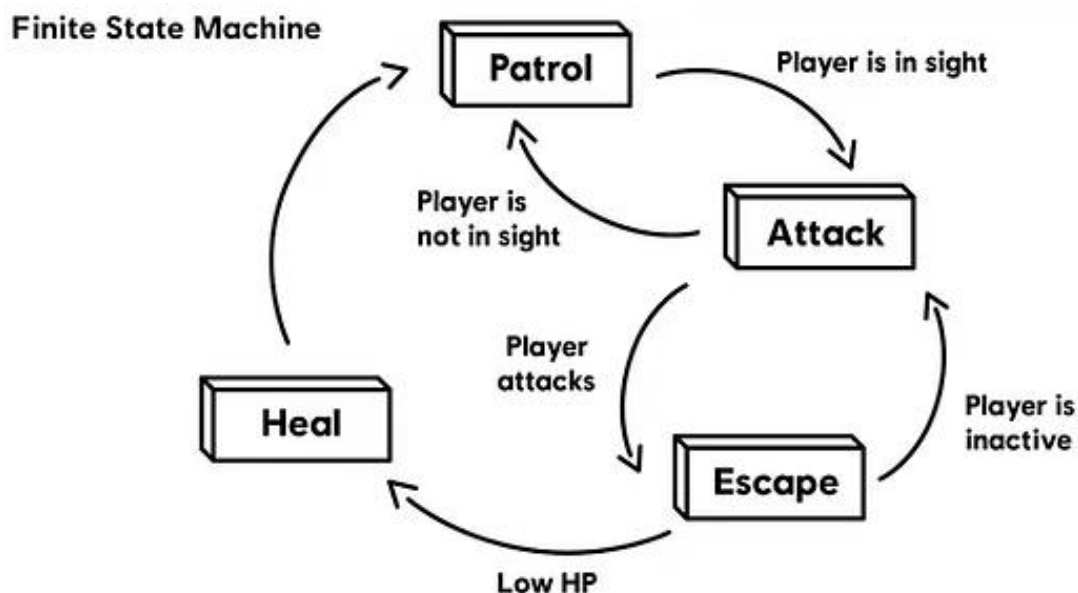 Finite State Machine
Patrol
Player is in sight
Player is
not in sight
Attack
Player
attacks
Heal
Player is
inactive
Escape
Low HP